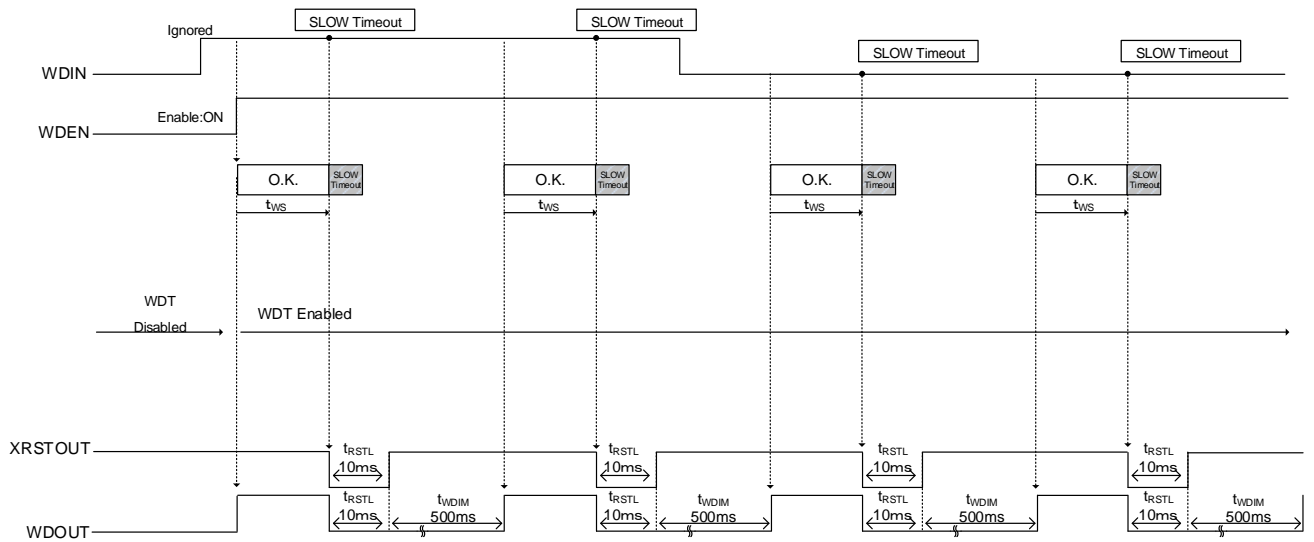 SLOW Timeout
SLOW Timeout
Ignored
SLOW Timeout
SLOW Timeout
WDIN
Enable:ON
WDEN
O.K.
SLOW
Timeout
O.K.
SLOW
Timeout
O.K.
SLOW
Timeout
O.K.
SLOW
Timeout
tWS
tWS
tWS
tWS
WDT
Disabled
WDT Enabled
XRSTOUT
tRSTL
10ms
tRSTL
10ms
tRSTL
10ms
tRSTL
10ms
WDOUT
tRSTL
10ms
tWDIM
500ms
tRSTL
10ms
tWDIM
500ms
tRSTL
10ms
tWDIM
500ms
tRSTL
10ms
tWDIM
500ms